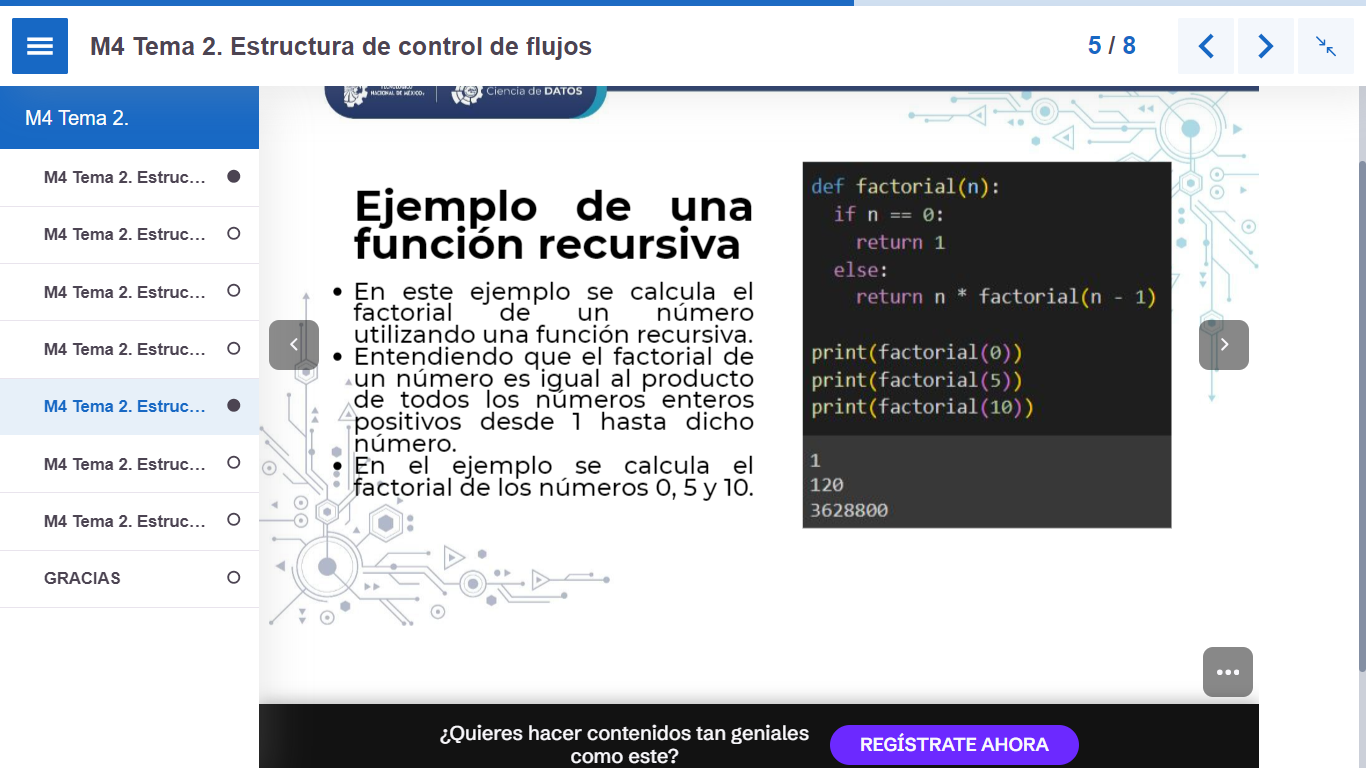 M4 Tema 2. Estructura de control de flujos
5 / 8
M4 Tema 2.
M4 Tema 2. Estruc...
M4 Tema 2. Estruc...
M4 Tema 2. Estruc...
M4 Tema 2. Estruc...
M4 Tema 2. Estruc...
M4 Tema 2. Estruc...
M4 Tema 2. Estruc...
GRACIAS
TECNOLÓGICO
NACIONAL DE MÉXICO
Ciencia de DATOS
Ejemplo de una
función recursiva
• En este ejemplo se calcula el
factorial de un número
utilizando una función recursiva.
• Entendiendo que el factorial de
un número es igual al producto
de todos los números enteros
positivos desde 1 hasta dicho
número.
• En el ejemplo se calcula el
factorial de los números 0, 5 y 10.
def factorial(n):
  if n == 0:
    return 1
  else:
    return n * factorial(n - 1)
print(factorial(0))
print(factorial(5))
print(factorial(10))
1
120
3628800
¿Quieres hacer contenidos tan geniales
como este?
REGÍSTRATE AHORA